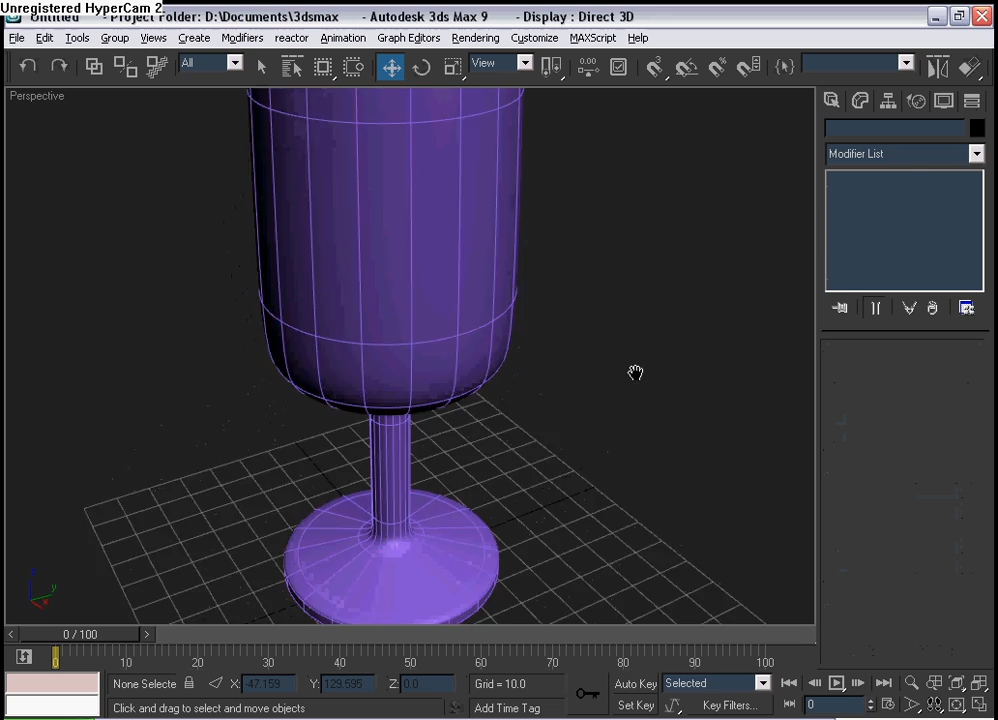 Unregistered HyperCam 2
Untitled - Project Folder: D:\Documents\3dsmax - Autodesk 3ds Max 9 - Display : Direct 3D
File Edit Tools Group Views Create Modifiers reactor Animation Graph Editors Rendering Customize MAXScript Help
All View 0.00
Perspective
Modifier List
z y x
< 0 / 100 >
0 10 20 30 40 50 60 70 80 90 100
None Selecte X: -47.159 Y: 129.595 Z: 0.0 Grid = 10.0 Auto Key Selected
Click and drag to select and move objects Add Time Tag Set Key Key Filters... 0